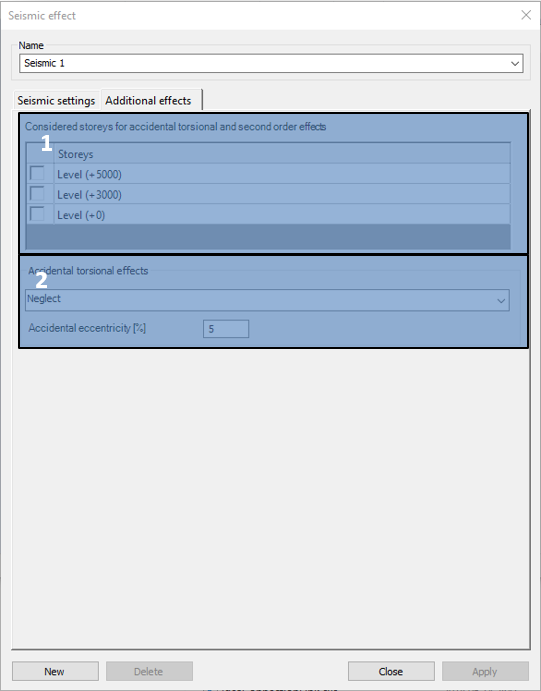 Seismic effect
Name
Seismic 1
Seismic settings
Additional effects
Considered storeys for accidental torsional and second order effects
1
Storeys
Level (+5000)
Level (+3000)
Level (+0)
Accidental torsional effects
2
Neglect
Accidental eccentricity [%] 5
New Delete Close Apply